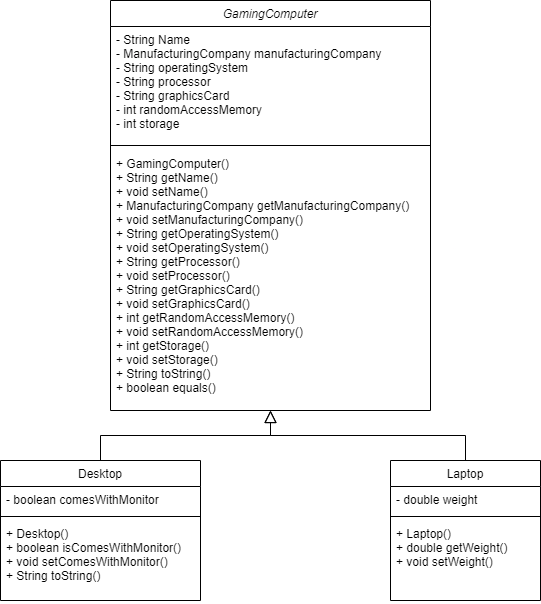 GamingComputer
- String Name
- ManufacturingCompany manufacturingCompany
- String operatingSystem
- String processor
- String graphicsCard
- int randomAccessMemory
- int storage
+ GamingComputer()
+ String getName()
+ void setName()
+ ManufacturingCompany getManufacturingCompany()
+ void setManufacturingCompany()
+ String getOperatingSystem()
+ void setOperatingSystem()
+ String getProcessor()
+ void setProcessor()
+ String getGraphicsCard()
+ void setGraphicsCard()
+ int getRandomAccessMemory()
+ void setRandomAccessMemory()
+ int getStorage()
+ void setStorage()
+ String toString()
+ boolean equals()
Desktop
- boolean comesWithMonitor
+ Desktop()
+ boolean isComesWithMonitor()
+ void setComesWithMonitor()
+ String toString()
Laptop
- double weight
+ Laptop()
+ double getWeight()
+ void setWeight()